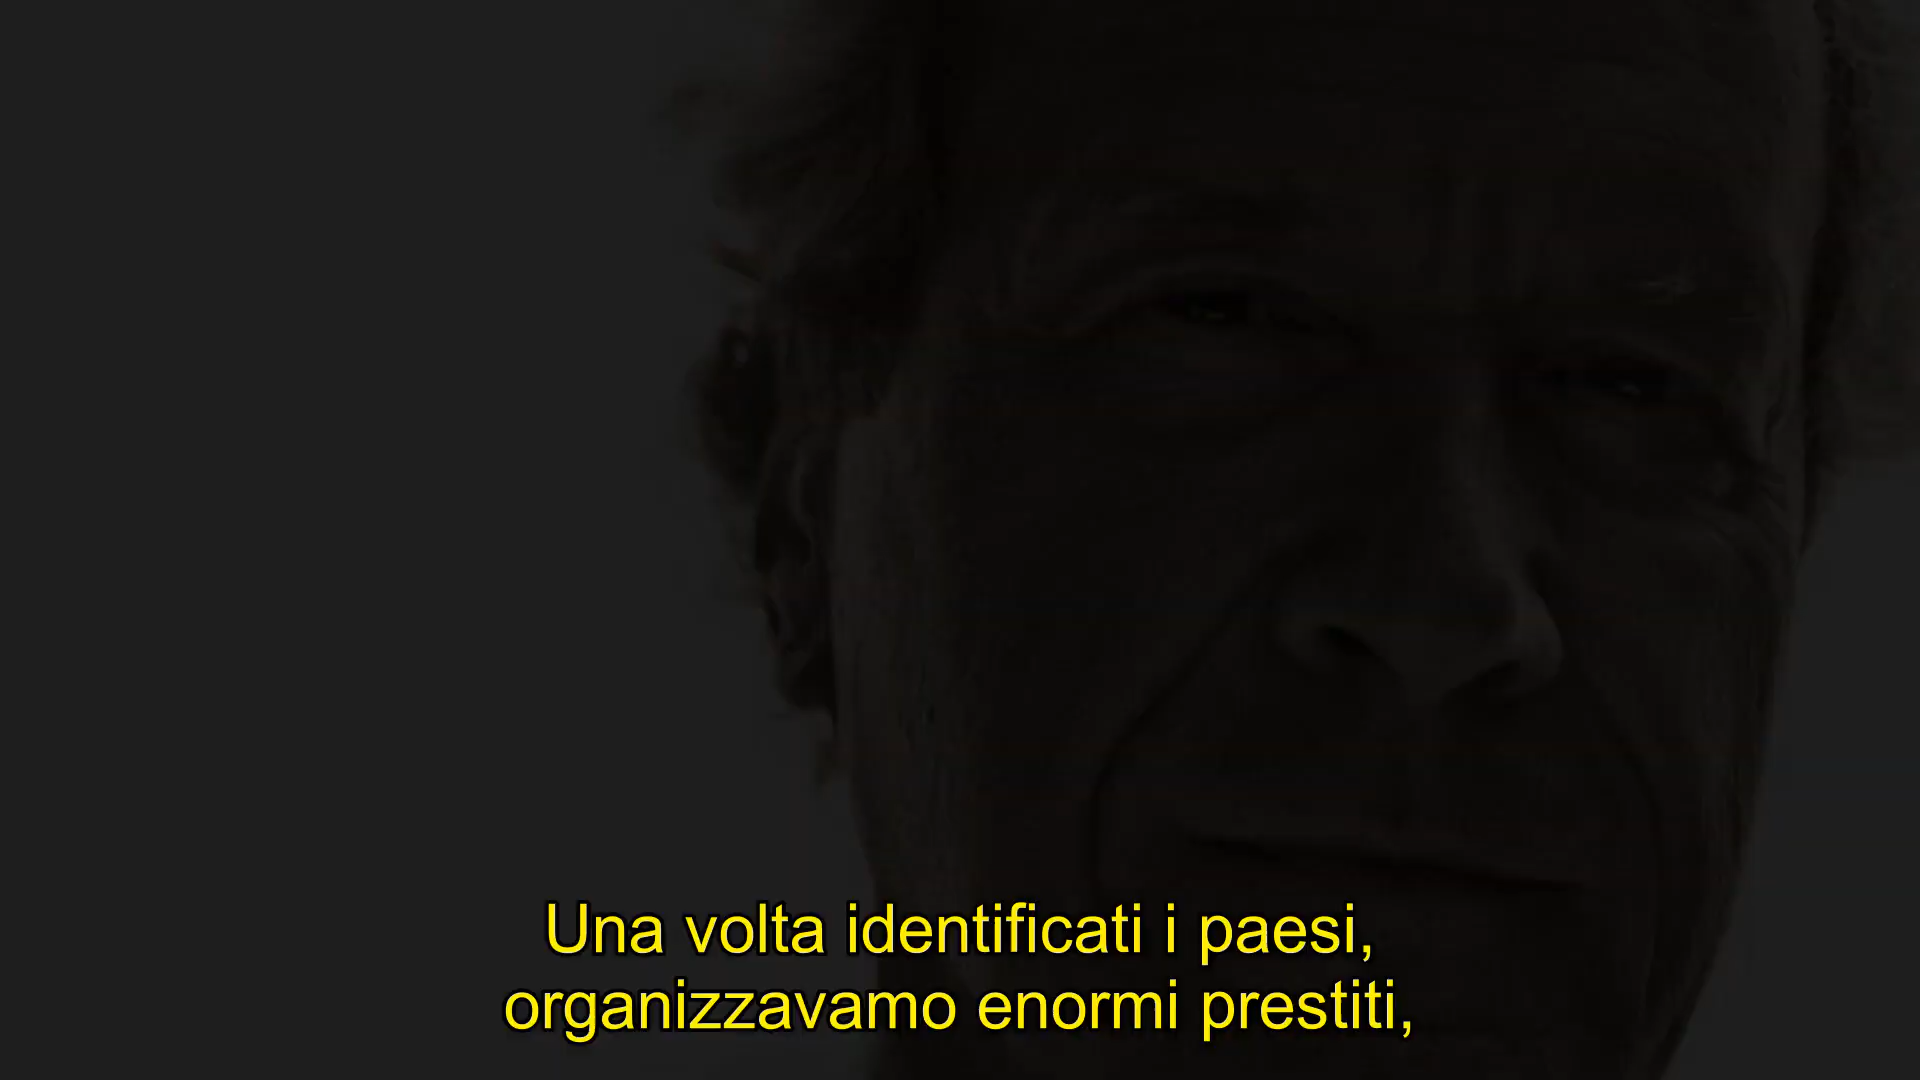 Una volta identificati i paesi,
organizzavamo enormi prestiti,